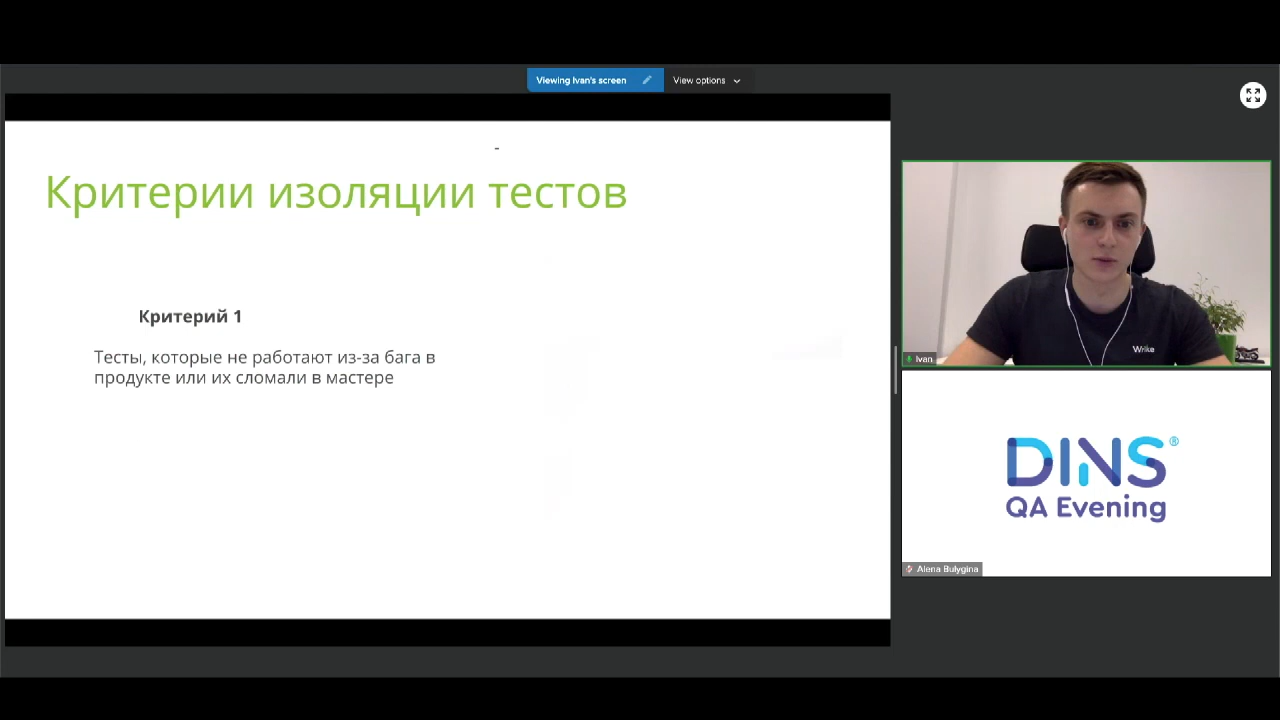 Viewing Ivan's screen
View options
-
Критерии изоляции тестов
Критерий 1
Тесты, которые не работают из-за бага в
продукте или их сломали в мастере
Wrike
Ivan
DINS®
QA Evening
Alena Bulygina